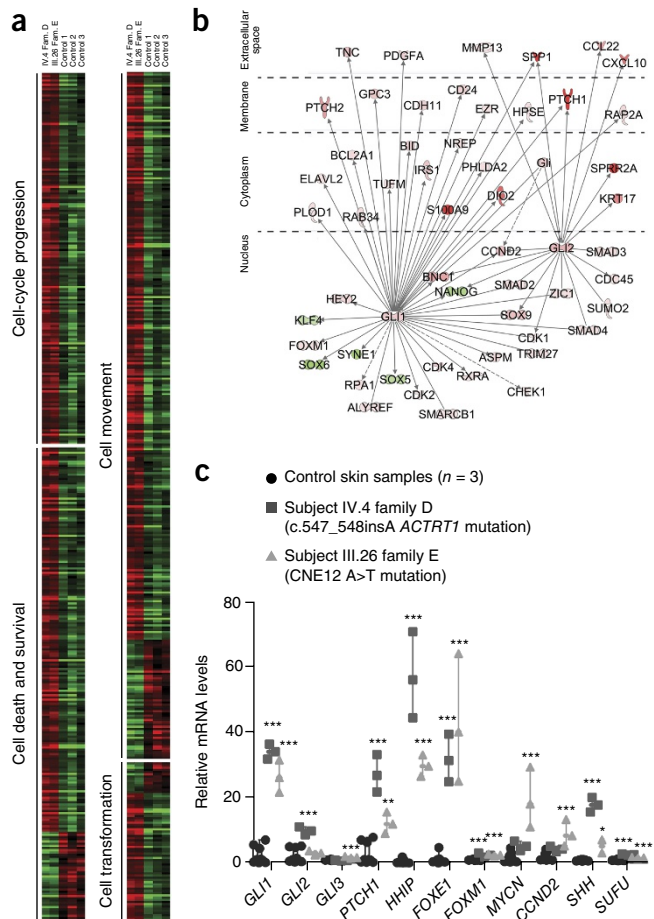 a
IV.4 Fam. D
III.26 Fam. E
Control 1
Control 2
Control 3
IV.4 Fam. D
III.26 Fam. E
Control 1
Control 2
Control 3
Cell-cycle progression
Cell death and survival
Cell movement
Cell transformation
b
Extracellular space
Membrane
Cytoplasm
Nucleus
TNC
PDGFA
MMP13
SPP1
CCL22
CXCL10
PTCH2
GPC3
CDH11
CD24
EZR
HPSE
PTCH1
RAP2A
BCL2A1
BID
NREP
Gli
ELAVL2
TUFM
IRS1
PHLDA2
SPRR2A
PLOD1
RAB34
S100A9
DIO2
KRT17
CCND2
GLI2
SMAD3
BNC1
NANOG
SMAD2
ZIC1
CDC45
HEY2
SUMO2
KLF4
GLI1
SOX9
SMAD4
FOXM1
SYNE1
CDK1
TRIM27
SOX6
CDK4
ASPM
RPA1
SOX5
RXRA
CHEK1
CDK2
ALYREF
SMARCB1
c
Control skin samples (n = 3)
Subject IV.4 family D
(c.547_548insA ACTRT1 mutation)
Subject III.26 family E
(CNE12 A>T mutation)
Relative mRNA levels
80
60
40
20
0
***
***
***
***
***
**
***
***
***
***
***
***
***
***
***
*
***
***
GLI1
GLI2
GLI3
PTCH1
HHIP
FOXE1
FOXM1
MYCN
CCND2
SHH
SUFU